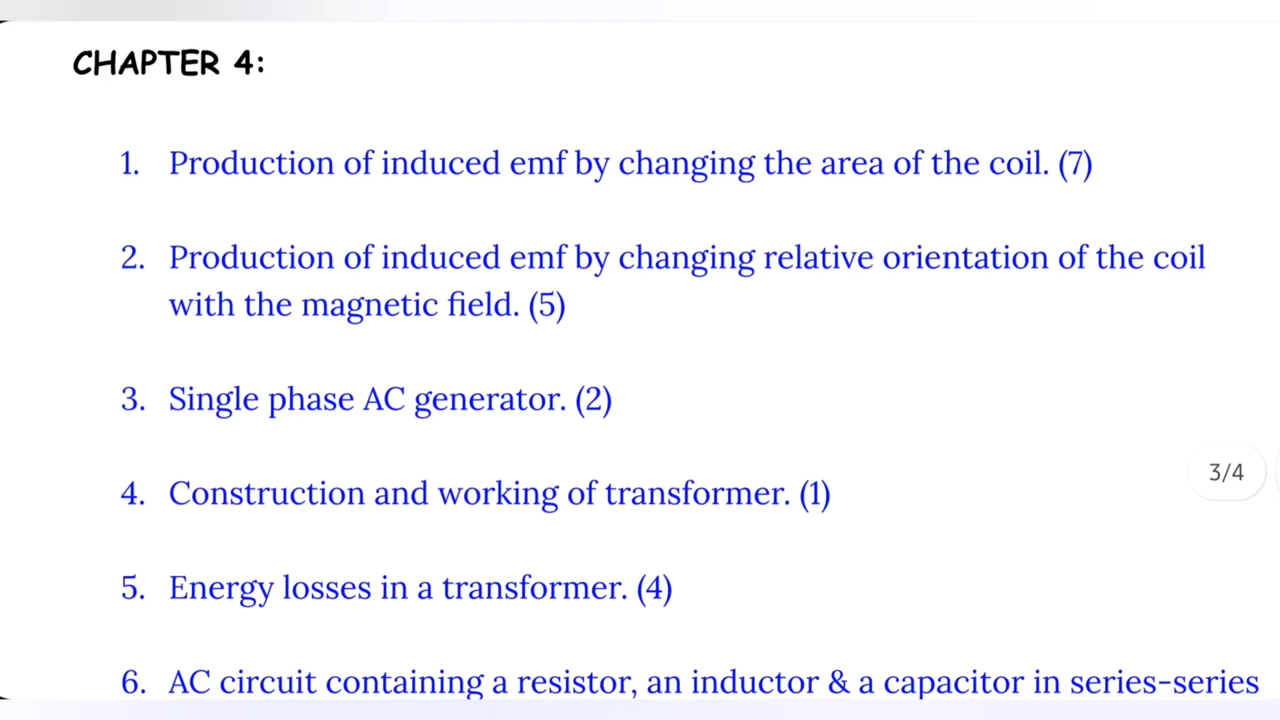 CHAPTER 4:
1. Production of induced emf by changing the area of the coil. (7)
2. Production of induced emf by changing relative orientation of the coil
with the magnetic field. (5)
3. Single phase AC generator. (2)
3/4
4. Construction and working of transformer. (1)
5. Energy losses in a transformer. (4)
6. AC circuit containing a resistor, an inductor & a capacitor in series-series